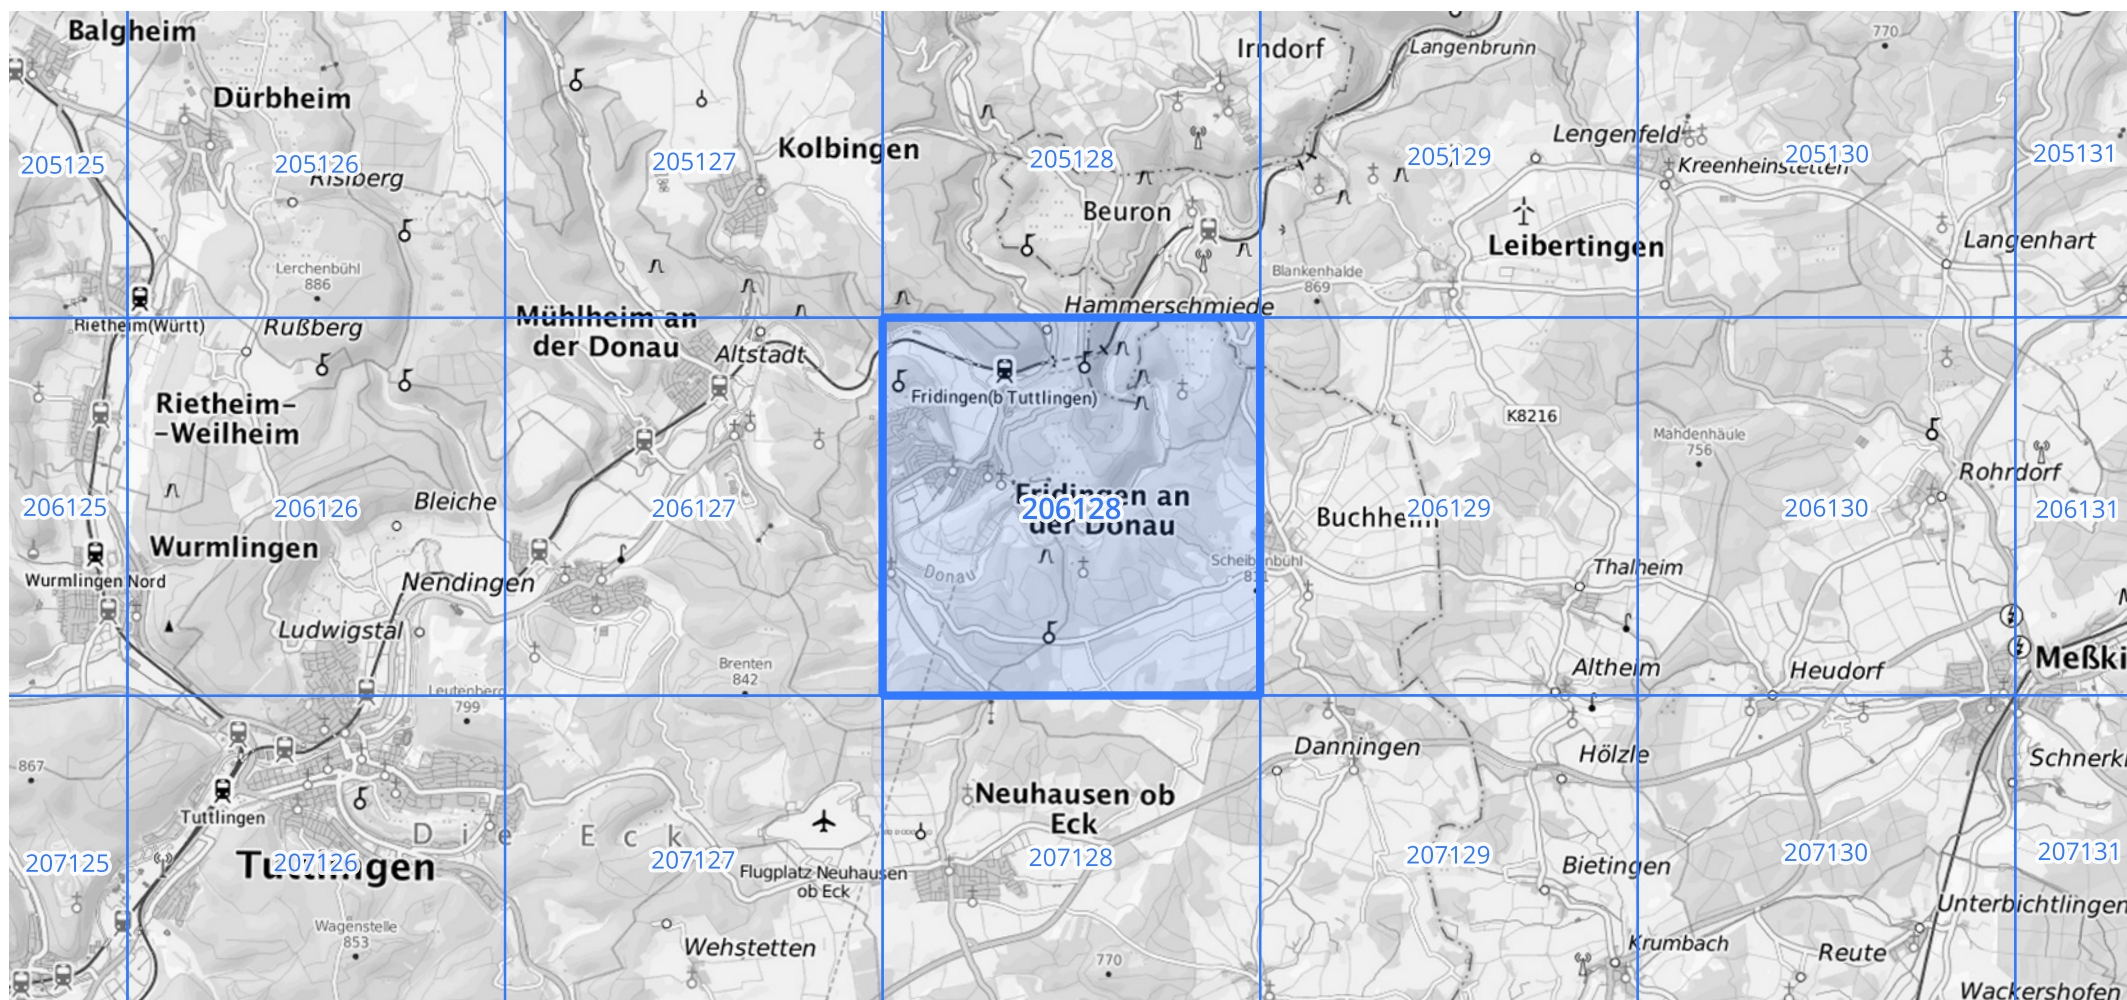 Balgheim
Irndorf
Langenbrunn
770
Dürbheim
Kolbingen
Lengenfeld
205125
205126
205127
205128
205129
205130
205131
Kreenheinstetten
Risiberg
Beuron
Leibertingen
Langenhart
Lerchenbühl
886
Blankenhalde
869
Hammerschmiede
Rietheim(Württ)
Rußberg
Mühlheim an
der Donau
Altstadt
Fridingen(b Tuttlingen)
Rietheim-
-Weilheim
K8216
Mahdenhäule
756
Rohrdorf
Bleiche
Fridingen an
der Donau
206125
206126
206127
206128
206129
206130
206131
Buchheim
Wurmlingen
Wurmlingen Nord
Nendingen
Donau
Scheibenbühl
811
Thalheim
Ludwigstal
Brenten
842
Altheim
Heudorf
Meßki
Leutenberg
799
867
Danningen
Hölzle
Schnerki
Tuttlingen
Neuhausen ob
Eck
Die Eck
Tuttlingen
207125
207126
207127
207128
207129
207130
207131
Flugplatz Neuhausen
ob Eck
Bietingen
Unterbichtlingen
Wagenstelle
853
Wehstetten
770
Krumbach
Reute
Wackershofen